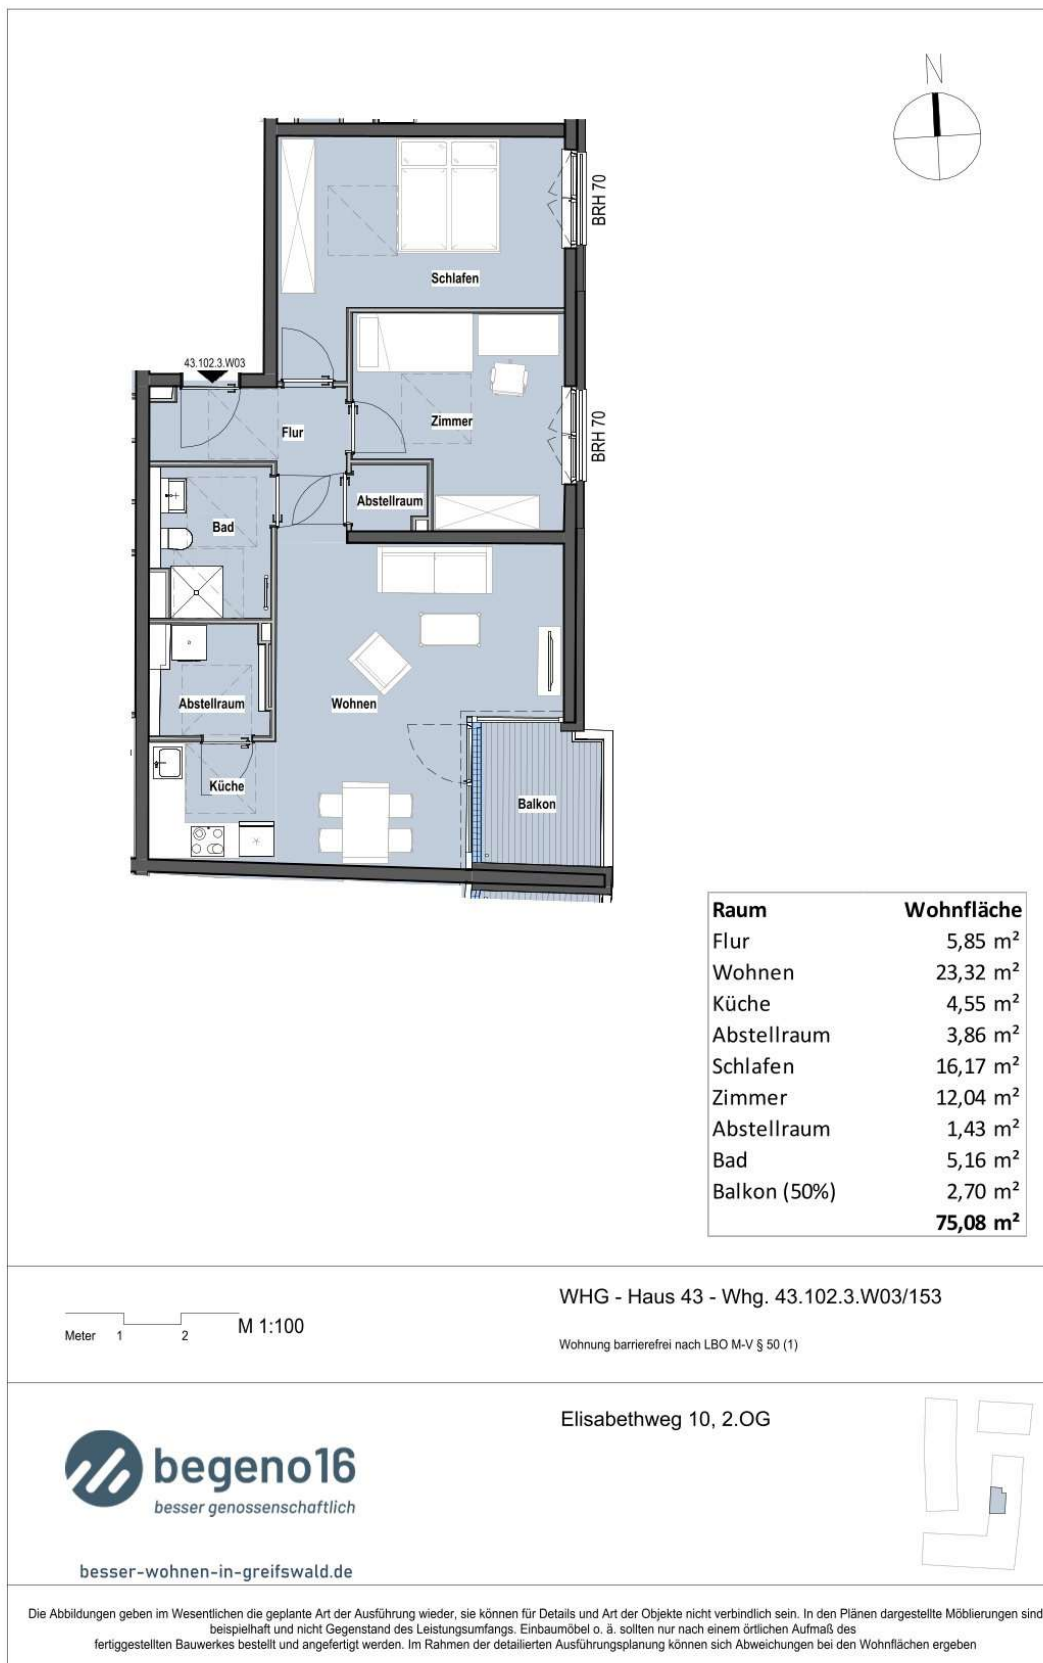 N
BRH 70
Schlafen
43.102.3.W03
Flur
Zimmer
BRH 70
Abstellraum
Bad
Abstellraum
Wohnen
Küche
Balkon
Raum Wohnfläche
Flur 5,85 m²
Wohnen 23,32 m²
Küche 4,55 m²
Abstellraum 3,86 m²
Schlafen 16,17 m²
Zimmer 12,04 m²
Abstellraum 1,43 m²
Bad 5,16 m²
Balkon (50%) 2,70 m²
75,08 m²
Meter 1 2 M 1:100
WHG - Haus 43 - Whg. 43.102.3.W03/153
Wohnung barrierefrei nach LBO M-V § 50 (1)
Elisabethweg 10, 2.OG
begeno16
besser genossenschaftlich
besser-wohnen-in-greifswald.de
Die Abbildungen geben im Wesentlichen die geplante Art der Ausführung wieder, sie können für Details und Art der Objekte nicht verbindlich sein. In den Plänen dargestellte Möblierungen sind
beispielhaft und nicht Gegenstand des Leistungsumfangs. Einbaumöbel o. ä. sollten nur nach einem örtlichen Aufmaß des
fertiggestellten Bauwerkes bestellt und angefertigt werden. Im Rahmen der detailierten Ausführungsplanung können sich Abweichungen bei den Wohnflächen ergeben